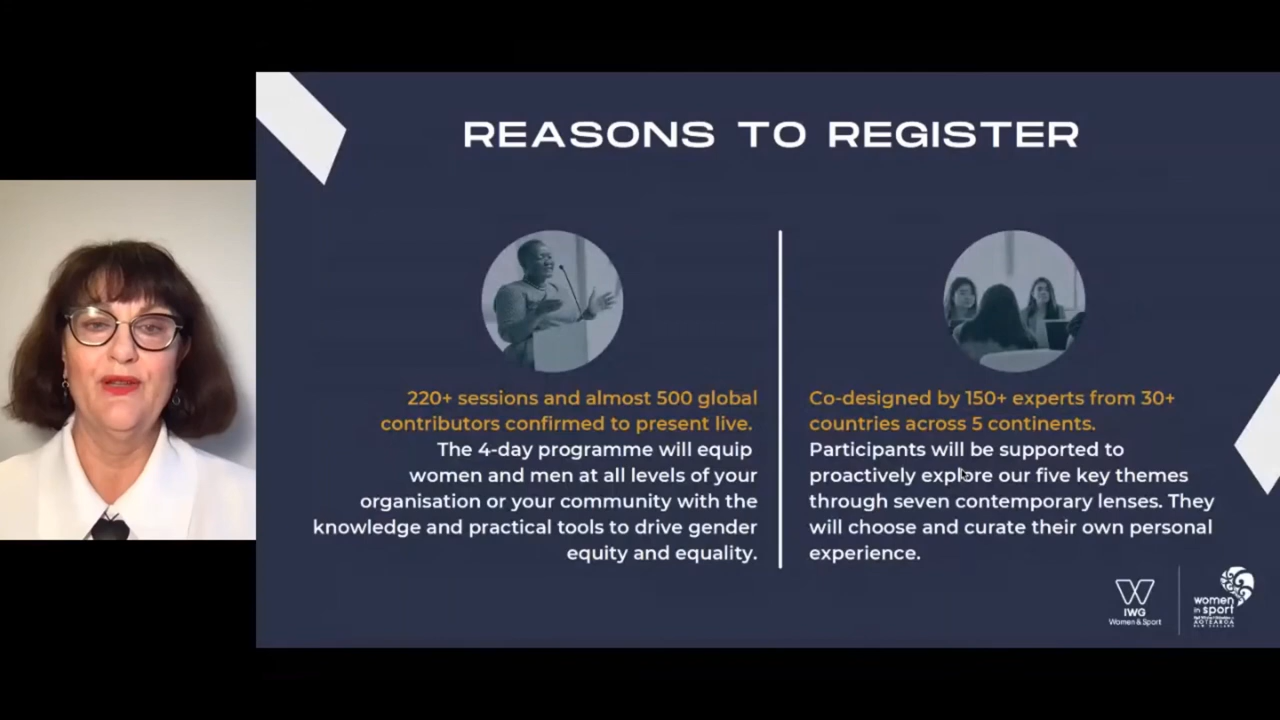 REASONS TO REGISTER
220+ sessions and almost 500 global
contributors confirmed to present live.
The 4-day programme will equip
women and men at all levels of your
organisation or your community with the
knowledge and practical tools to drive gender
equity and equality.
Co-designed by 150+ experts from 30+
countries across 5 continents.
Participants will be supported to
proactively explore our five key themes
through seven contemporary lenses. They
will choose and curate their own personal
experience.
IWG
Women & Sport
women
in sport
AOTEAROA
NEW ZEALAND